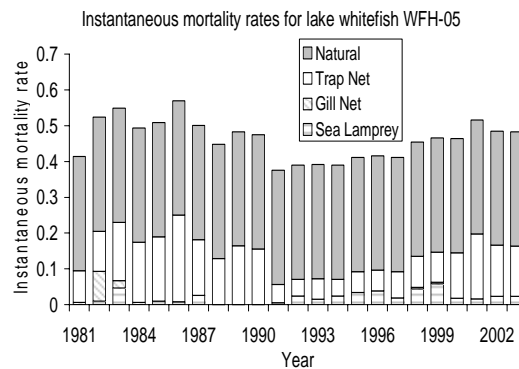 Instantaneous mortality rates for lake whitefish WFH-05
Instantaneous mortality rate
0.7
0.6
0.5
0.4
0.3
0.2
0.1
0
Natural
Trap Net
Gill Net
Sea Lamprey
1981 1984 1987 1990 1993 1996 1999 2002
Year